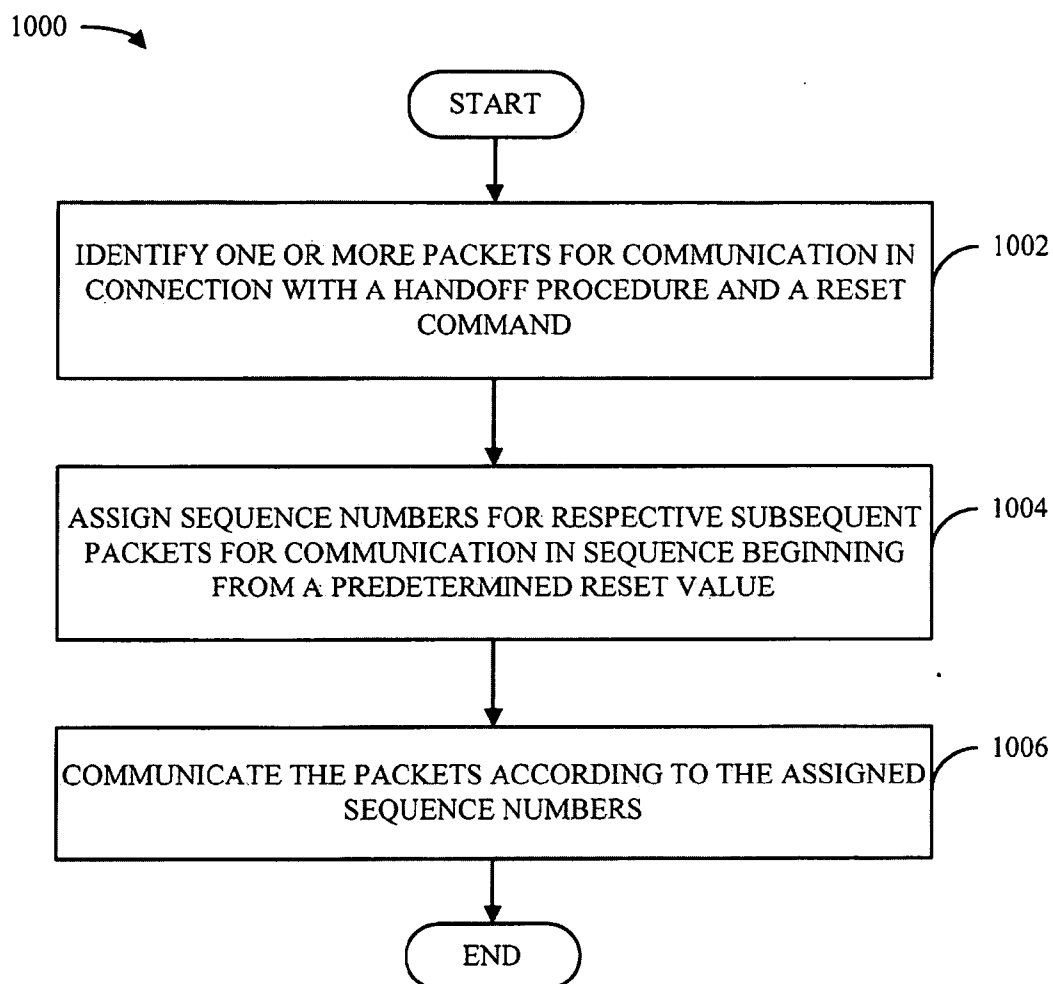 1000
START
IDENTIFY ONE OR MORE PACKETS FOR COMMUNICATION IN
CONNECTION WITH A HANDOFF PROCEDURE AND A RESET
COMMAND
1002
ASSIGN SEQUENCE NUMBERS FOR RESPECTIVE SUBSEQUENT
PACKETS FOR COMMUNICATION IN SEQUENCE BEGINNING
FROM A PREDETERMINED RESET VALUE
1004
COMMUNICATE THE PACKETS ACCORDING TO THE ASSIGNED
SEQUENCE NUMBERS
1006
END